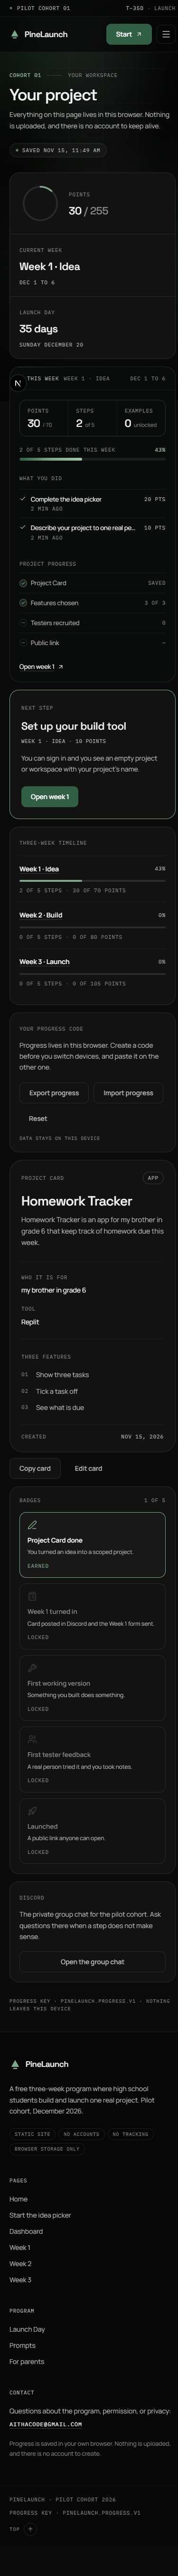 PILOT COHORT 01
T-35D · LAUNCH
PineLaunch
Start ↗
COHORT 01 YOUR WORKSPACE
Your project
Everything on this page lives in this browser. Nothing
is uploaded, and there is no account to keep alive.
SAVED NOV 15, 11:49 AM
POINTS
30 / 255
CURRENT WEEK
Week 1 · Idea
DEC 1 TO 6
LAUNCH DAY
35 days
SUNDAY DECEMBER 20
N
THIS WEEK WEEK 1 · IDEA DEC 1 TO 6
POINTS STEPS EXAMPLES
30 / 70 2 of 5 0 unlocked
2 OF 5 STEPS DONE THIS WEEK 43%
WHAT YOU DID
Complete the idea picker 20 PTS
2 MIN AGO
Describe your project to one real pe... 10 PTS
2 MIN AGO
PROJECT PROGRESS
Project Card SAVED
Features chosen 3 OF 3
Testers recruited 0
Public link —
Open week 1 ↗
NEXT STEP
Set up your build tool
WEEK 1 · IDEA · 10 POINTS
You can sign in and you see an empty project
or workspace with your project's name.
Open week 1
THREE-WEEK TIMELINE
Week 1 · Idea 43%
2 OF 5 STEPS · 30 OF 70 POINTS
Week 2 · Build 0%
0 OF 5 STEPS · 0 OF 80 POINTS
Week 3 · Launch 0%
0 OF 5 STEPS · 0 OF 105 POINTS
YOUR PROGRESS CODE
Progress lives in this browser. Create a code
before you switch devices, and paste it on the
other one.
Export progress Import progress
Reset
DATA STAYS ON THIS DEVICE
PROJECT CARD APP
Homework Tracker
Homework Tracker is an app for my brother in
grade 6 that keep track of homework due this
week.
WHO IT IS FOR
my brother in grade 6
TOOL
Replit
THREE FEATURES
01 Show three tasks
02 Tick a task off
03 See what is due
CREATED NOV 15, 2026
Copy card Edit card
BADGES 1 OF 5
Project Card done
You turned an idea into a scoped project.
EARNED
Week 1 turned in
Card posted in Discord and the Week 1 form sent.
LOCKED
First working version
Something you built does something.
LOCKED
First tester feedback
A real person tried it and you took notes.
LOCKED
Launched
A public link anyone can open.
LOCKED
DISCORD
The private group chat for the pilot cohort. Ask
questions there when a step does not make
sense.
Open the group chat
PROGRESS KEY · PINELAUNCH.PROGRESS.V1 · NOTHING
LEAVES THIS DEVICE
PineLaunch
A free three-week program where high school
students build and launch one real project. Pilot
cohort, December 2026.
STATIC SITE NO ACCOUNTS NO TRACKING
BROWSER STORAGE ONLY
PAGES
Home
Start the idea picker
Dashboard
Week 1
Week 2
Week 3
PROGRAM
Launch Day
Prompts
For parents
CONTACT
Questions about the program, permission, or privacy:
AITHACODE@GMAIL.COM
Progress is saved in your own browser. Nothing is uploaded,
and there is no account to create.
PINELAUNCH · PILOT COHORT 2026
PROGRESS KEY · PINELAUNCH.PROGRESS.V1
TOP ↑